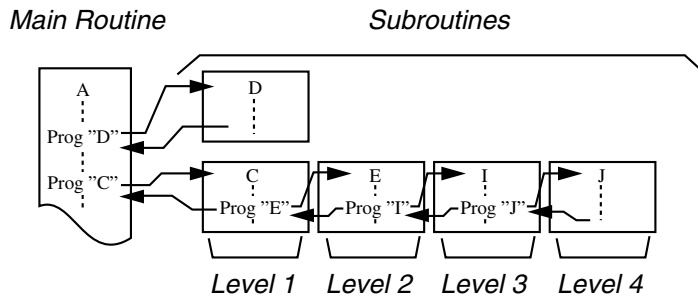 Main Routine
Subroutines
A
D
Prog ”D”
Prog ”C”
C
E
I
J
Prog ”E”
Prog ”I”
Prog ”J”
Level 1
Level 2
Level 3
Level 4